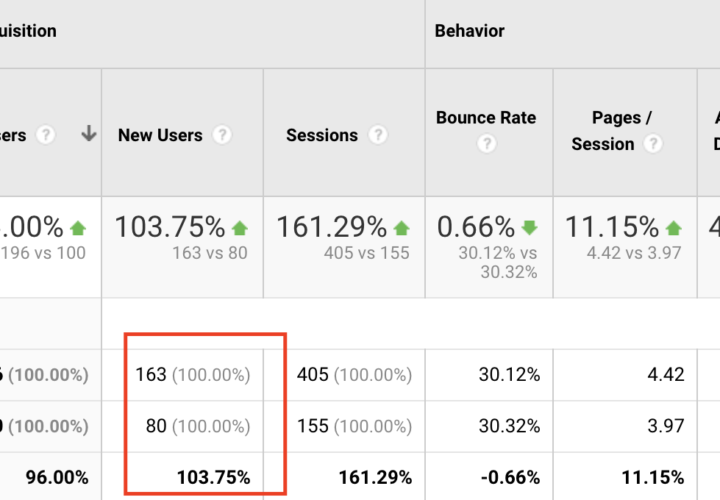 uisition
Behavior
ers ? New Users ? Sessions ? Bounce Rate ? Pages / Session ?
.00% 103.75% 161.29% 0.66% 11.15% 4
196 vs 100 163 vs 80 405 vs 155 30.12% vs 30.32% 4.42 vs 3.97
(100.00%) 163 (100.00%) 405 (100.00%) 30.12% 4.42
(100.00%) 80 (100.00%) 155 (100.00%) 30.32% 3.97
96.00% 103.75% 161.29% -0.66% 11.15%